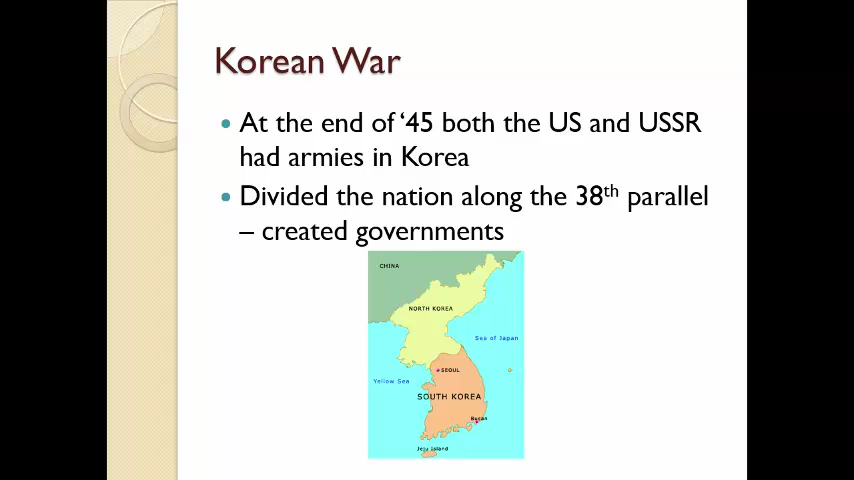 Korean War
• At the end of ‘45 both the US and USSR
had armies in Korea
• Divided the nation along the 38th parallel
– created governments
CHINA
NORTH KOREA
Sea of Japan
SEOUL
Yellow Sea
SOUTH KOREA
Busan
Jeju Island